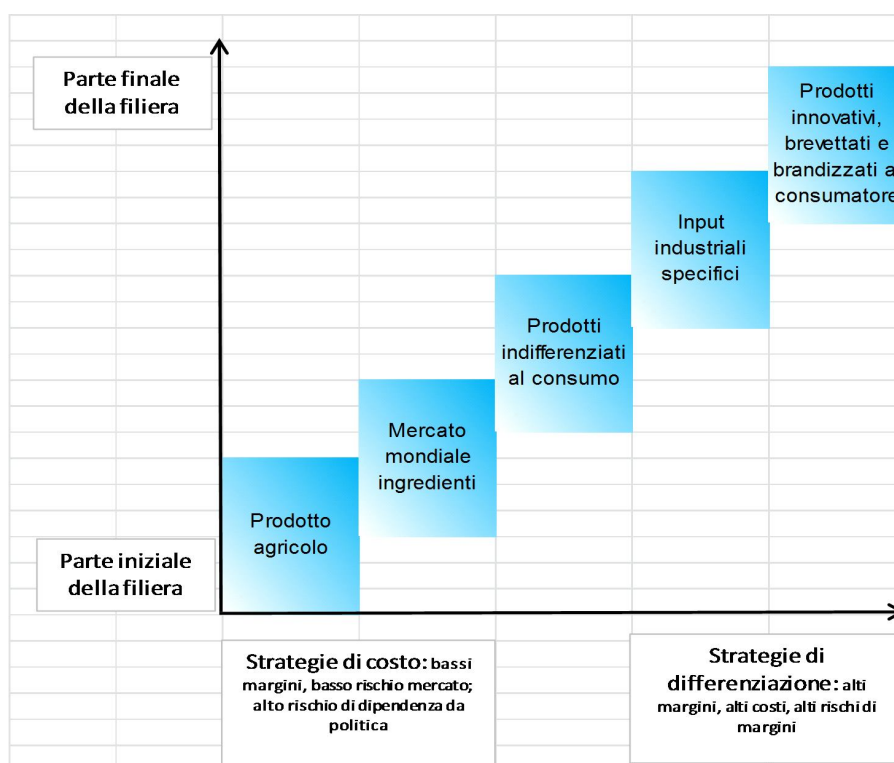 Parte finale
della filiera
Prodotti
innovativi,
brevettati e
brandizzati a
consumatore
Input
industriali
specifici
Prodotti
indifferenziati
al consumo
Mercato
mondiale
ingredienti
Prodotto
agricolo
Parte iniziale
della filiera
Strategie di costo: bassi
margini, basso rischio mercato;
alto rischio di dipendenza da
politica
Strategie di
differenziazione: alti
margini, alti costi, alti rischi di
margini